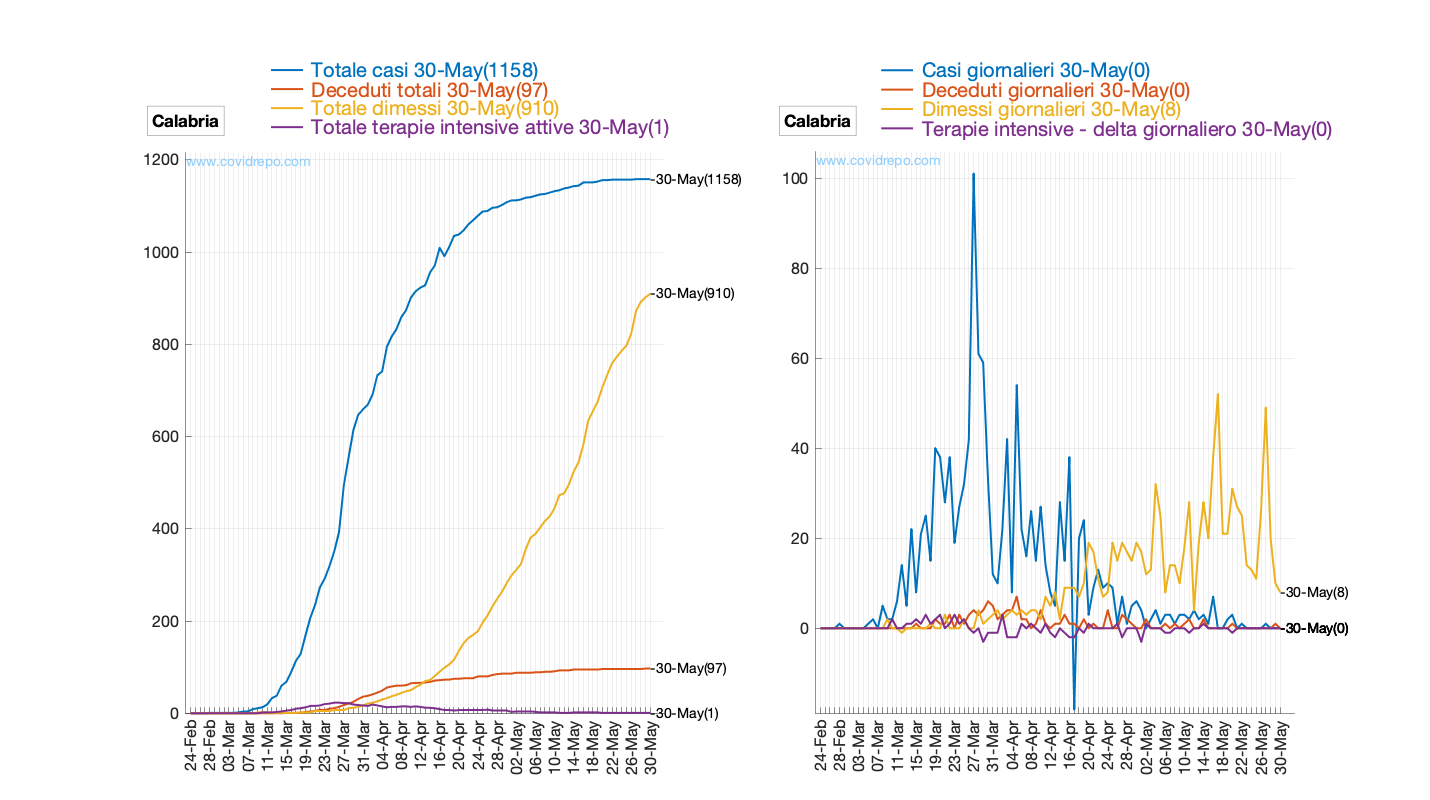 Totale casi 30-May(1158)
Deceduti totali 30-May(97)
Totale dimessi 30-May(910)
Totale terapie intensive attive 30-May(1)
Calabria
www.covidrepo.com
1200
1000
800
600
400
200
0
30-May(1158)
30-May(910)
30-May(97)
30-May(1)
24-Feb
28-Feb
03-Mar
07-Mar
11-Mar
15-Mar
19-Mar
23-Mar
27-Mar
31-Mar
04-Apr
08-Apr
12-Apr
16-Apr
20-Apr
24-Apr
28-Apr
02-May
06-May
10-May
14-May
18-May
22-May
26-May
30-May
Casi giornalieri 30-May(0)
Deceduti giornalieri 30-May(0)
Dimessi giornalieri 30-May(8)
Terapie intensive - delta giornaliero 30-May(0)
Calabria
www.covidrepo.com
100
80
60
40
20
0
30-May(8)
30-May(0)
24-Feb
28-Feb
03-Mar
07-Mar
11-Mar
15-Mar
19-Mar
23-Mar
27-Mar
31-Mar
04-Apr
08-Apr
12-Apr
16-Apr
20-Apr
24-Apr
28-Apr
02-May
06-May
10-May
14-May
18-May
22-May
26-May
30-May